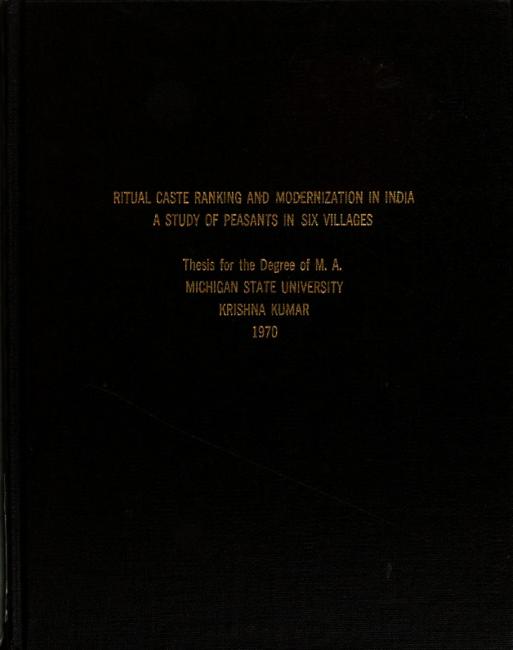 RITUAL CASTE RANKING AND MODERNIZATION IN INDIA
A STUDY OF PEASANTS IN SIX VILLAGES
Thesis for the Degree of M. A.
MICHIGAN STATE UNIVERSITY
KRISHNA KUMAR
1970